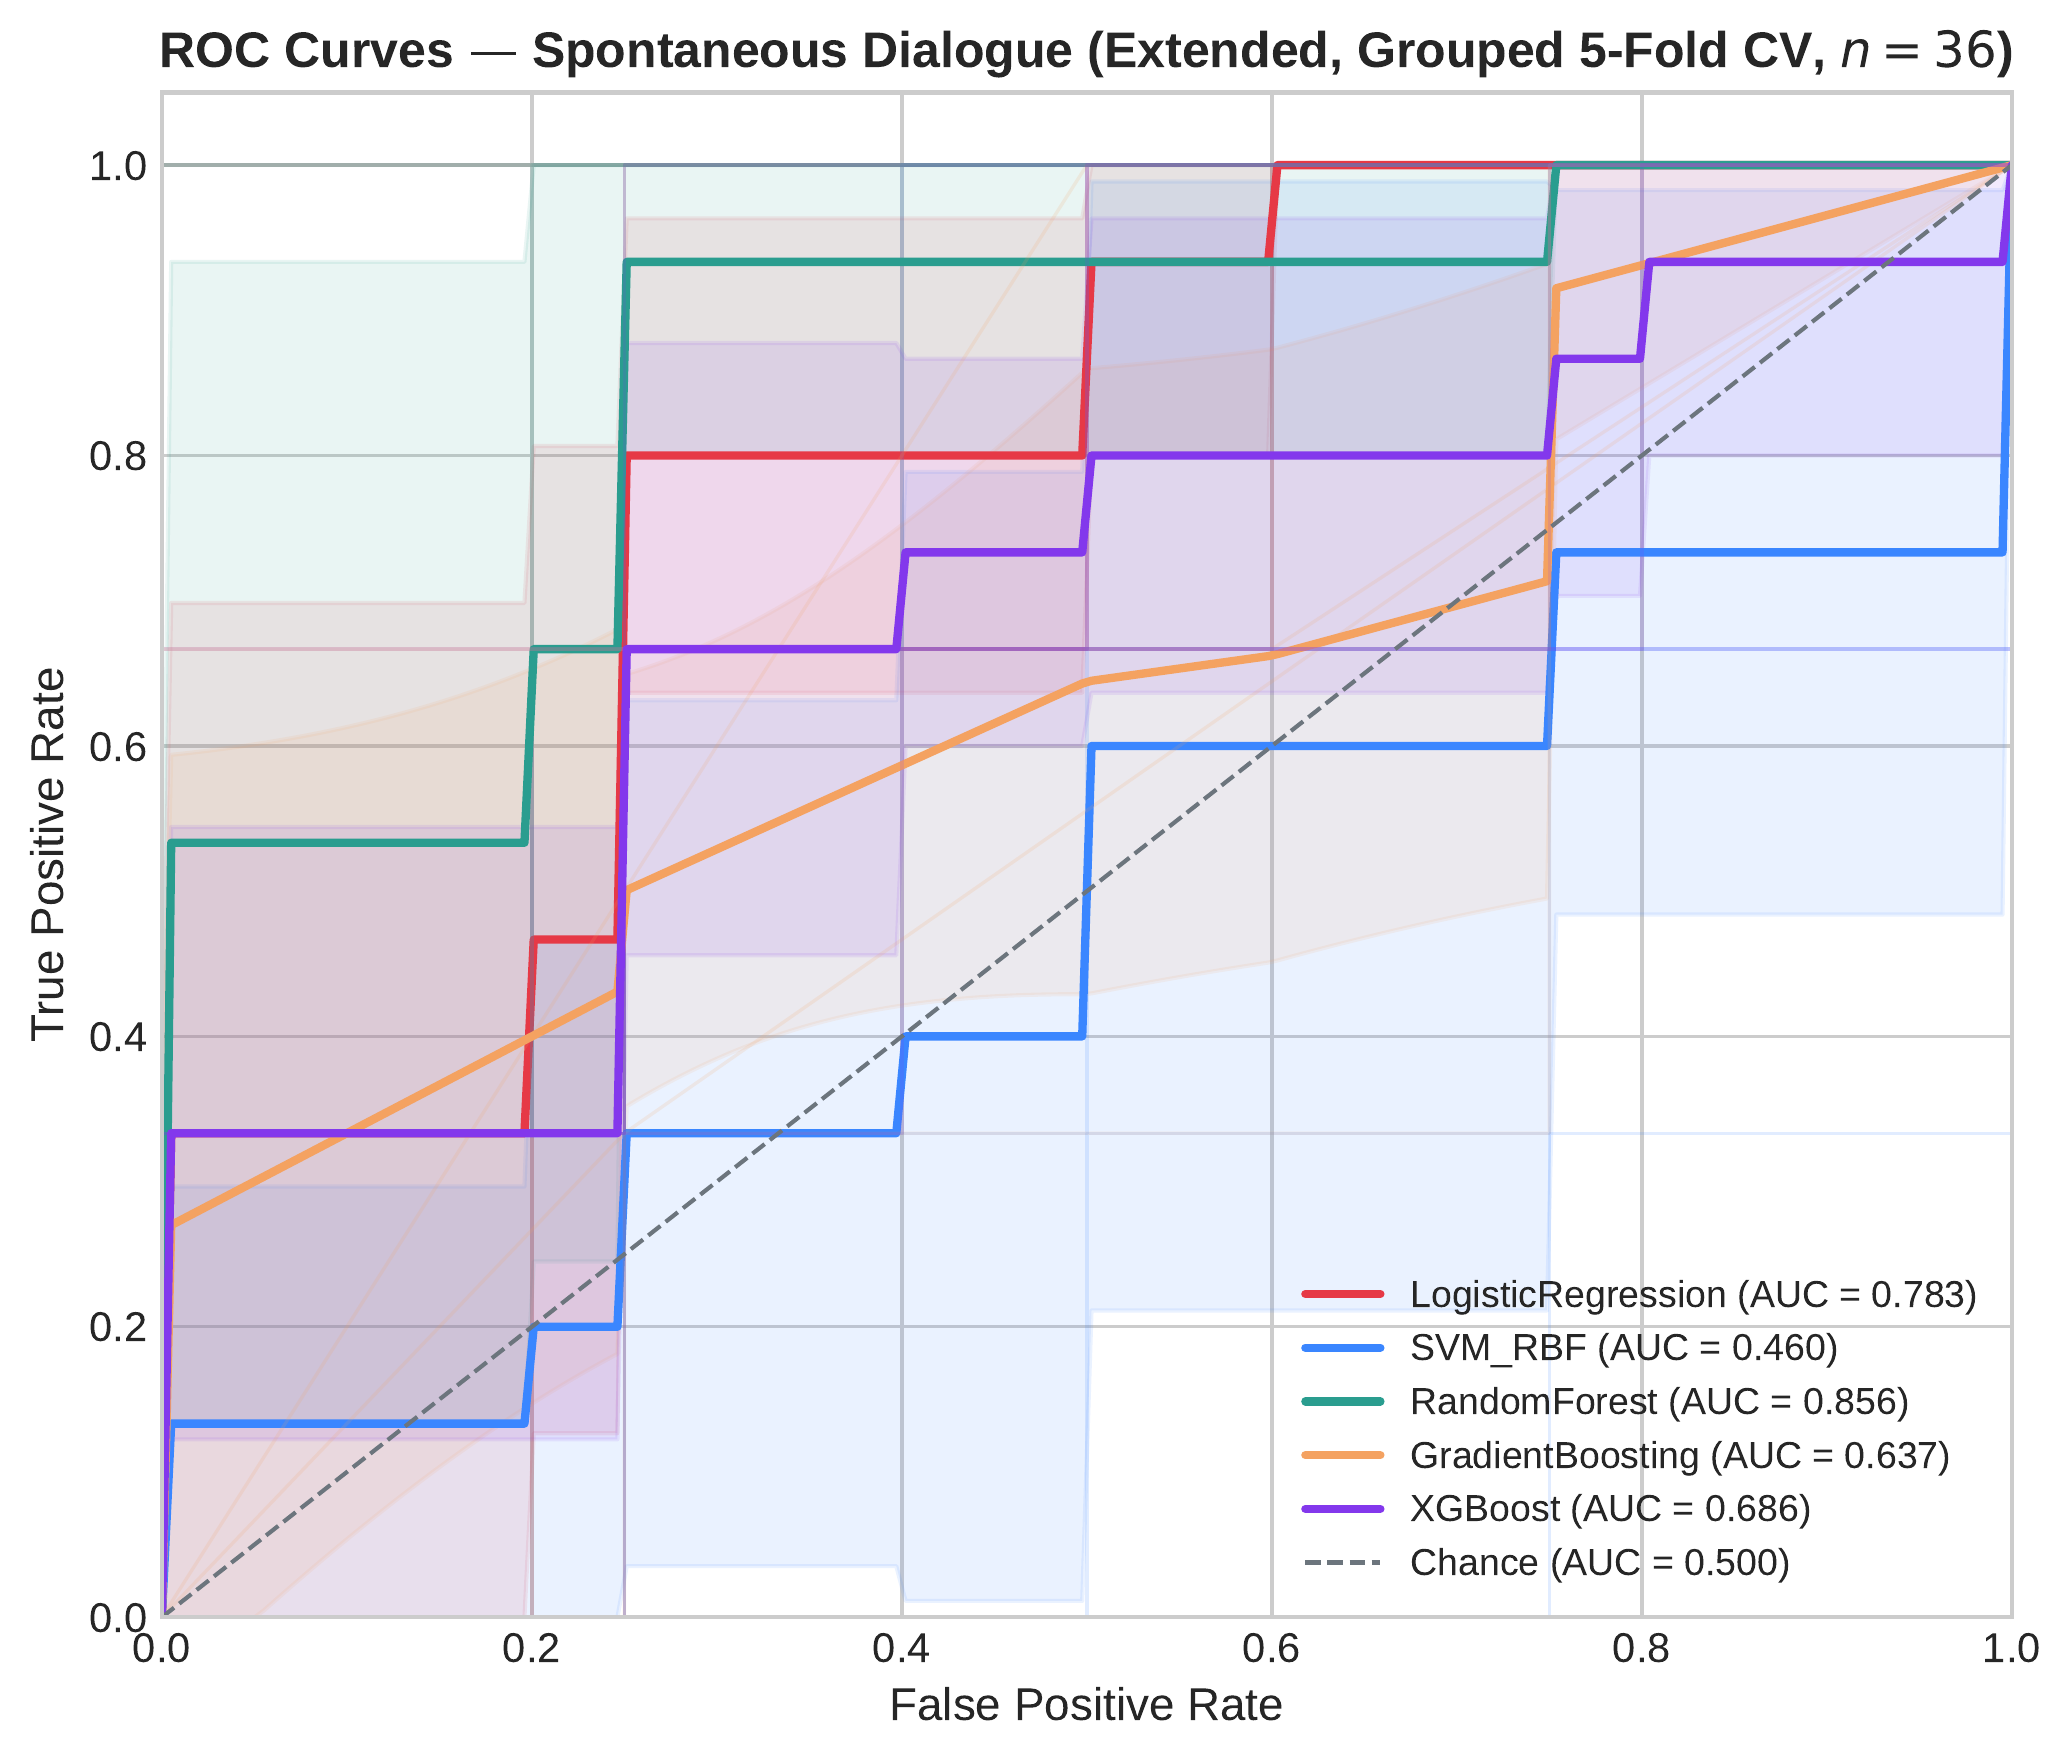 ROC Curves — Spontaneous Dialogue (Extended, Grouped 5-Fold CV, n = 36)
True Positive Rate
1.0
0.8
0.6
0.4
0.2
0.0
LogisticRegression (AUC = 0.783)
SVM_RBF (AUC = 0.460)
RandomForest (AUC = 0.856)
GradientBoosting (AUC = 0.637)
XGBoost (AUC = 0.686)
Chance (AUC = 0.500)
0.0 0.2 0.4 0.6 0.8 1.0
False Positive Rate